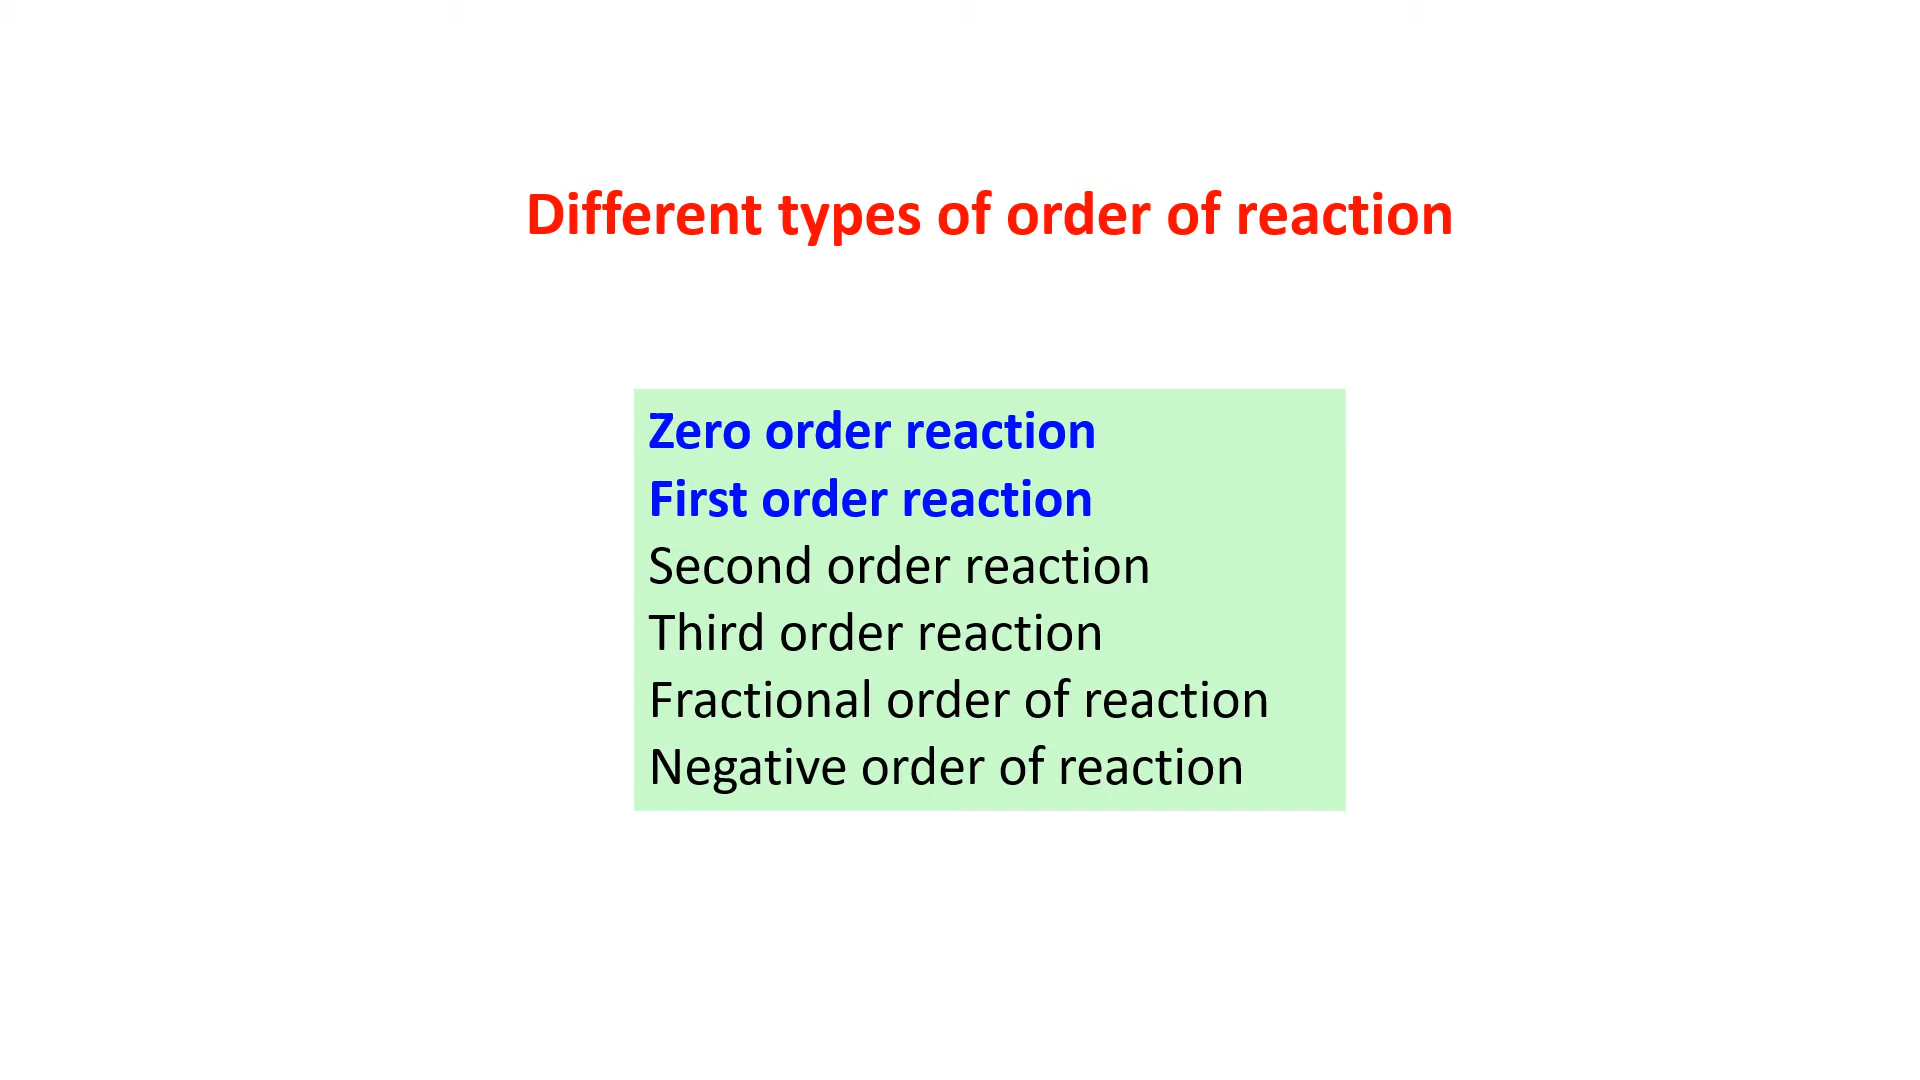 Different types of order of reaction
Zero order reaction
First order reaction
Second order reaction
Third order reaction
Fractional order of reaction
Negative order of reaction